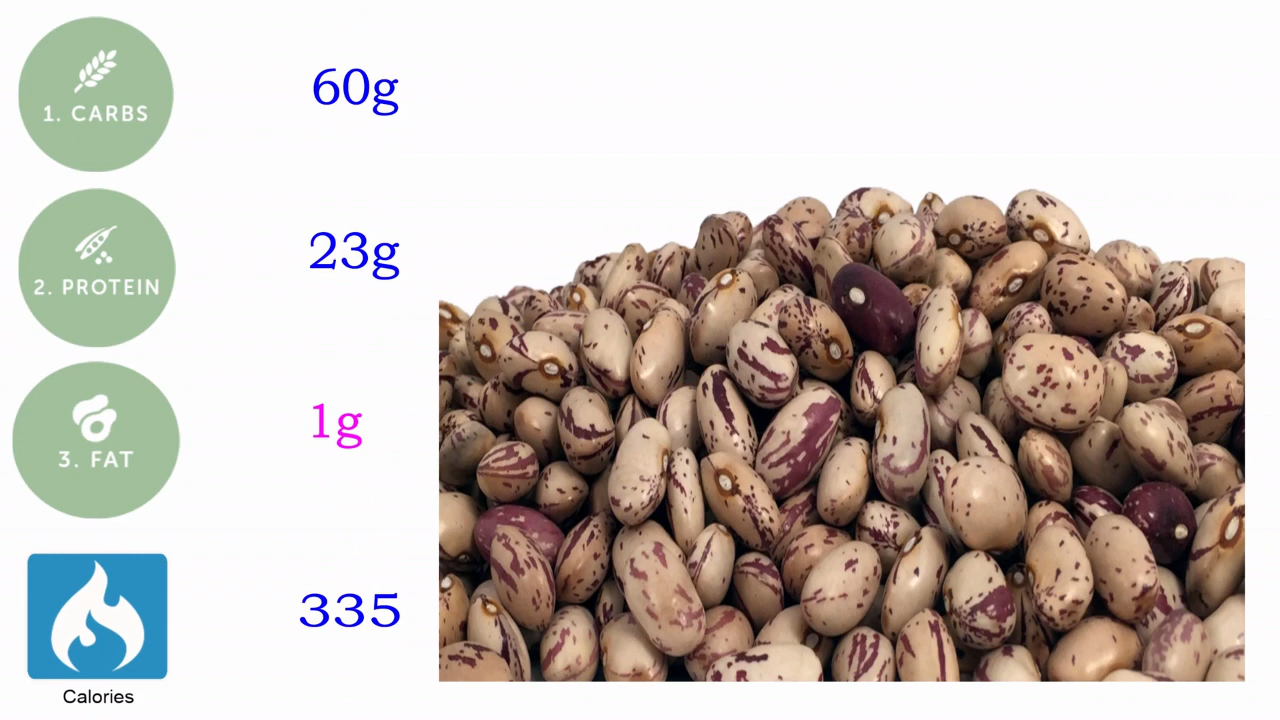 1. CARBS
60g
2. PROTEIN
23g
3. FAT
1g
335
Calories